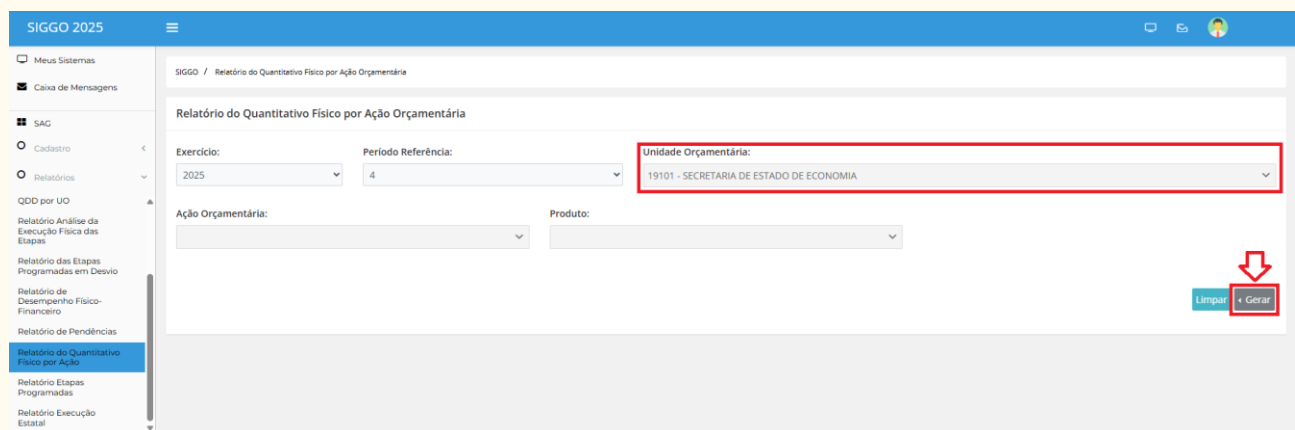 SIGGO 2025
Meus Sistemas
Caixa de Mensagens
SAG
Cadastro
Relatórios
QDD por UO
Relatório Análise da
Execução Física das
Etapas
Relatório das Etapas
Programadas em Desvio
Relatório de
Desempenho Físico-
Financeiro
Relatório de Pendências
Relatório do Quantitativo
Físico por Ação
Relatório Etapas
Programadas
Relatório Execução
Estatal
SIGGO / Relatório do Quantitativo Físico por Ação Orçamentária
Relatório do Quantitativo Físico por Ação Orçamentária
Exercício:
Período Referência:
Unidade Orçamentária:
2025
4
19101 - SECRETARIA DE ESTADO DE ECONOMIA
Ação Orçamentária:
Produto:
Limpar
Gerar